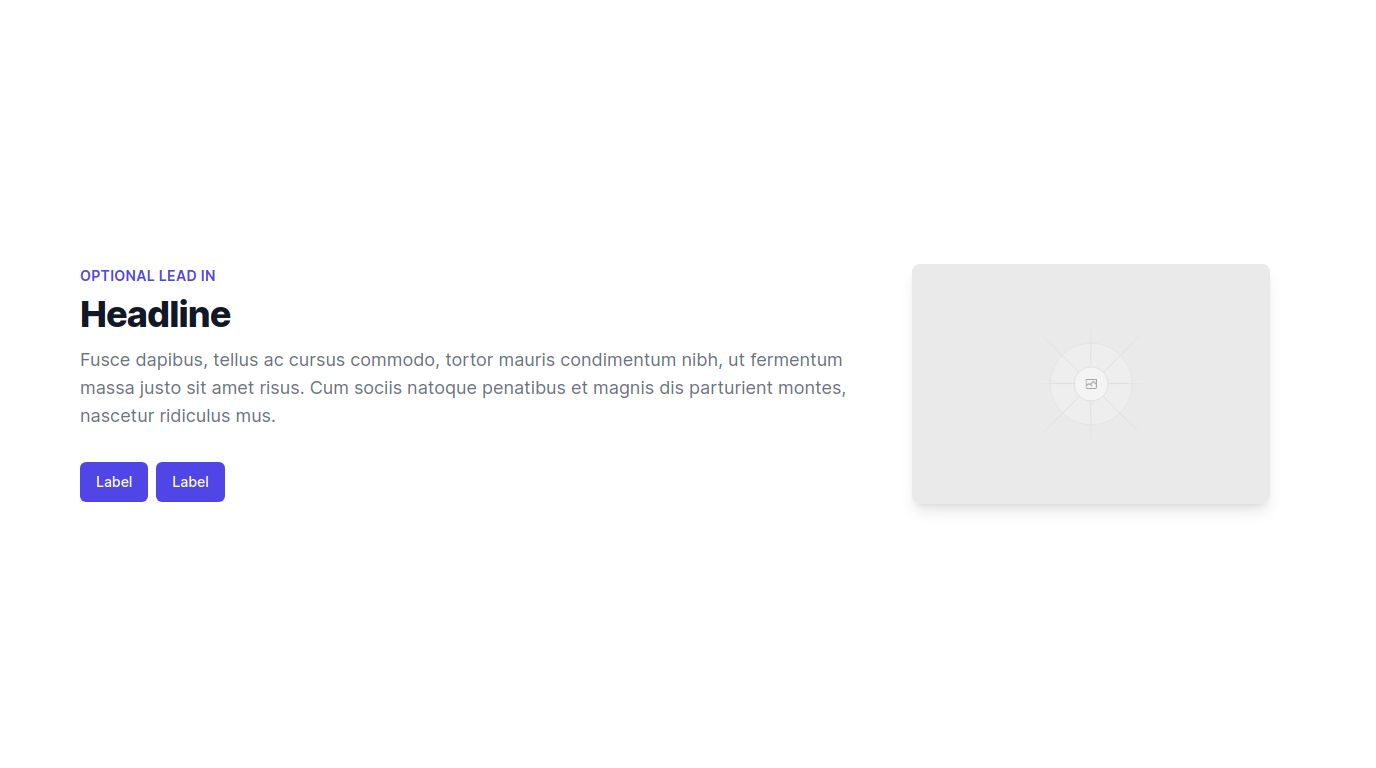 OPTIONAL LEAD IN
Headline
Fusce dapibus, tellus ac cursus commodo, tortor mauris condimentum nibh, ut fermentum
massa justo sit amet risus. Cum sociis natoque penatibus et magnis dis parturient montes,
nascetur ridiculus mus.
Label Label